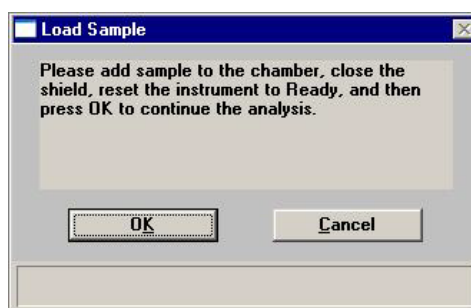 Load Sample
Please add sample to the chamber, close the
shield, reset the instrument to Ready, and then
press OK to continue the analysis.
OK
Cancel